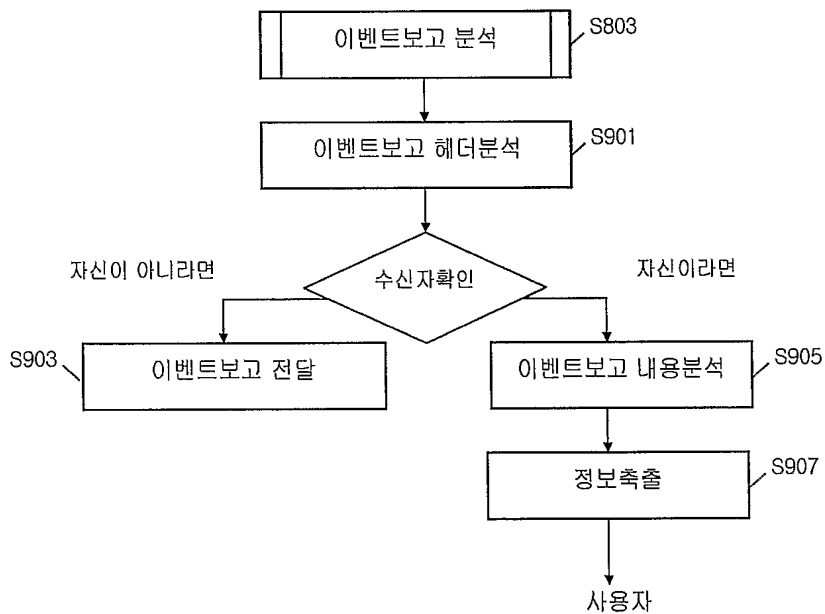 이벤트보고 분석
S803
이벤트보고 헤더분석
S901
자신이 아니라면
수신자확인
자신이라면
S903
이벤트보고 전달
이벤트보고 내용분석
S905
정보축출
S907
사용자